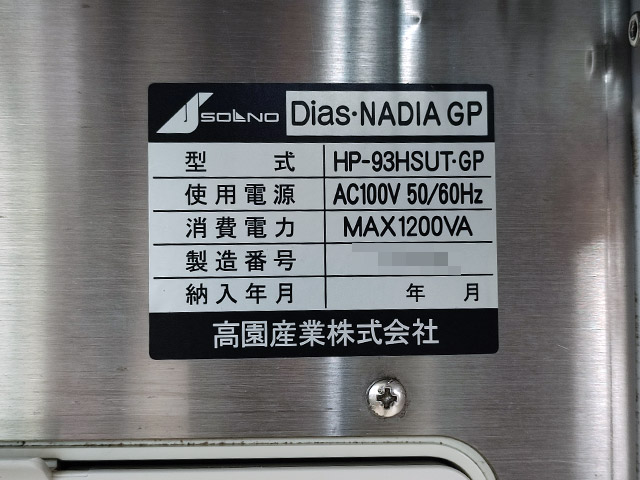 SOLNO Dias·NADIA GP
型式 HP-93HSUT·GP
使用電源 AC100V 50/60Hz
消費電力 MAX1200VA
製造番号
納入年月 年 月
高園産業株式会社